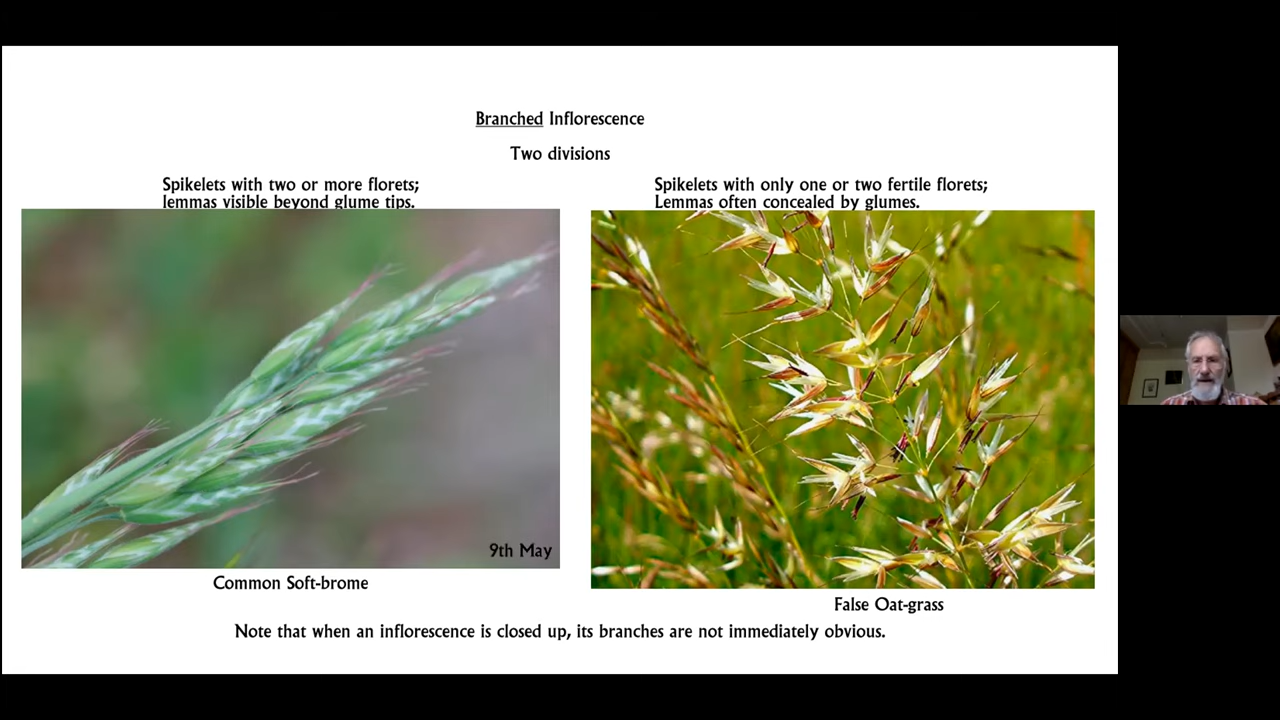 Branched Inflorescence
Two divisions
Spikelets with two or more florets;
lemmas visible beyond glume tips.
Spikelets with only one or two fertile florets;
Lemmas often concealed by glumes.
9th May
Common Soft-brome
False Oat-grass
Note that when an inflorescence is closed up, its branches are not immediately obvious.